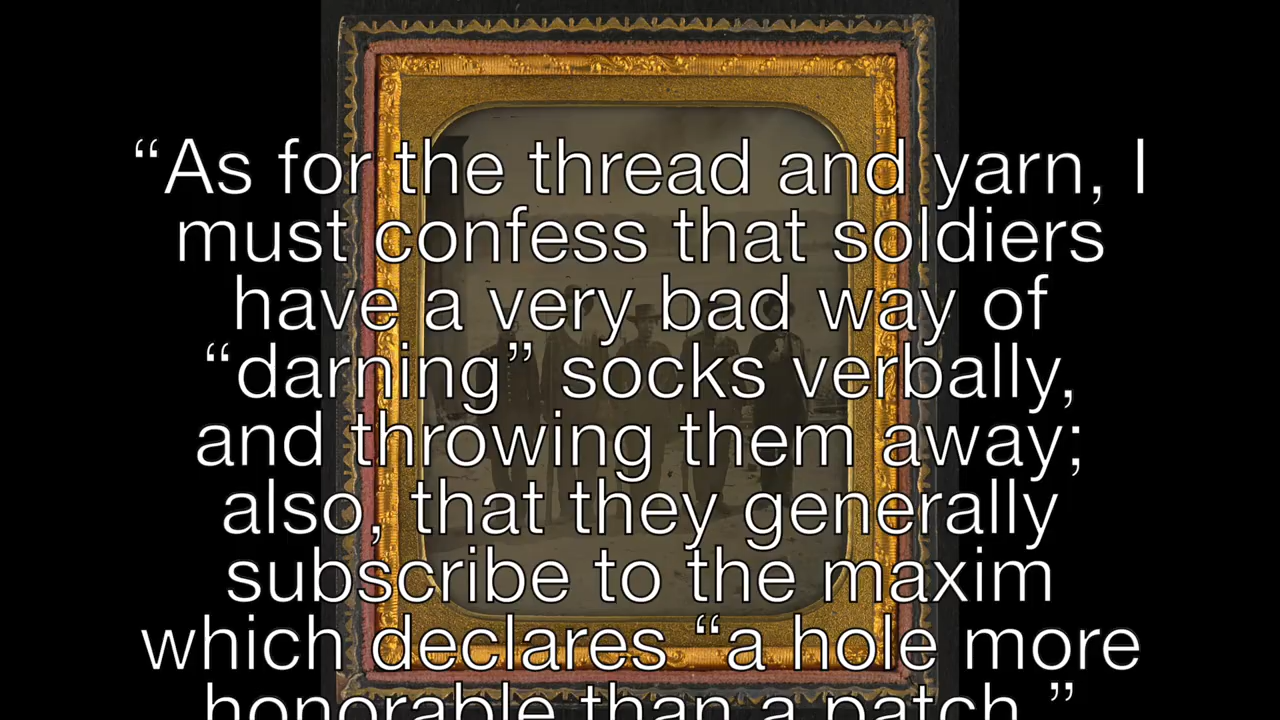 “As for the thread and yarn, I
must confess that soldiers
have a very bad way of
“darning” socks verbally,
and throwing them away;
also, that they generally
subscribe to the maxim
which declares “a hole more
honorable than a patch.”